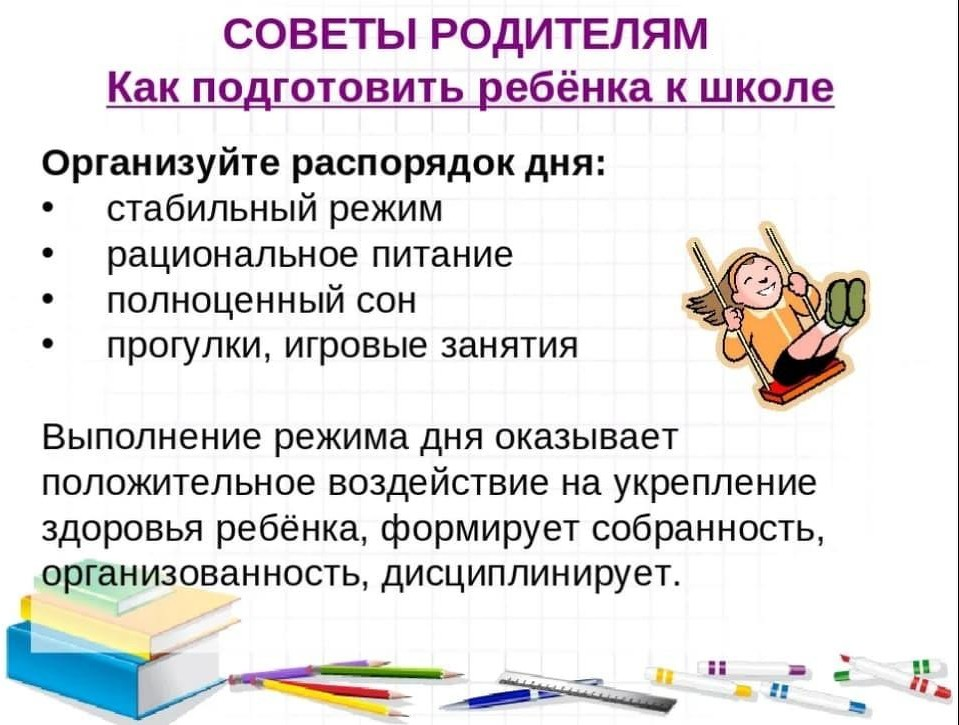 СОВЕТЫ РОДИТЕЛЯМ
Как подготовить ребёнка к школе
Организуйте распорядок дня:
• стабильный режим
• рациональное питание
• полноценный сон
• прогулки, игровые занятия
Выполнение режима дня оказывает
положительное воздействие на укрепление
здоровья ребёнка, формирует собранность,
организованность, дисциплинирует.